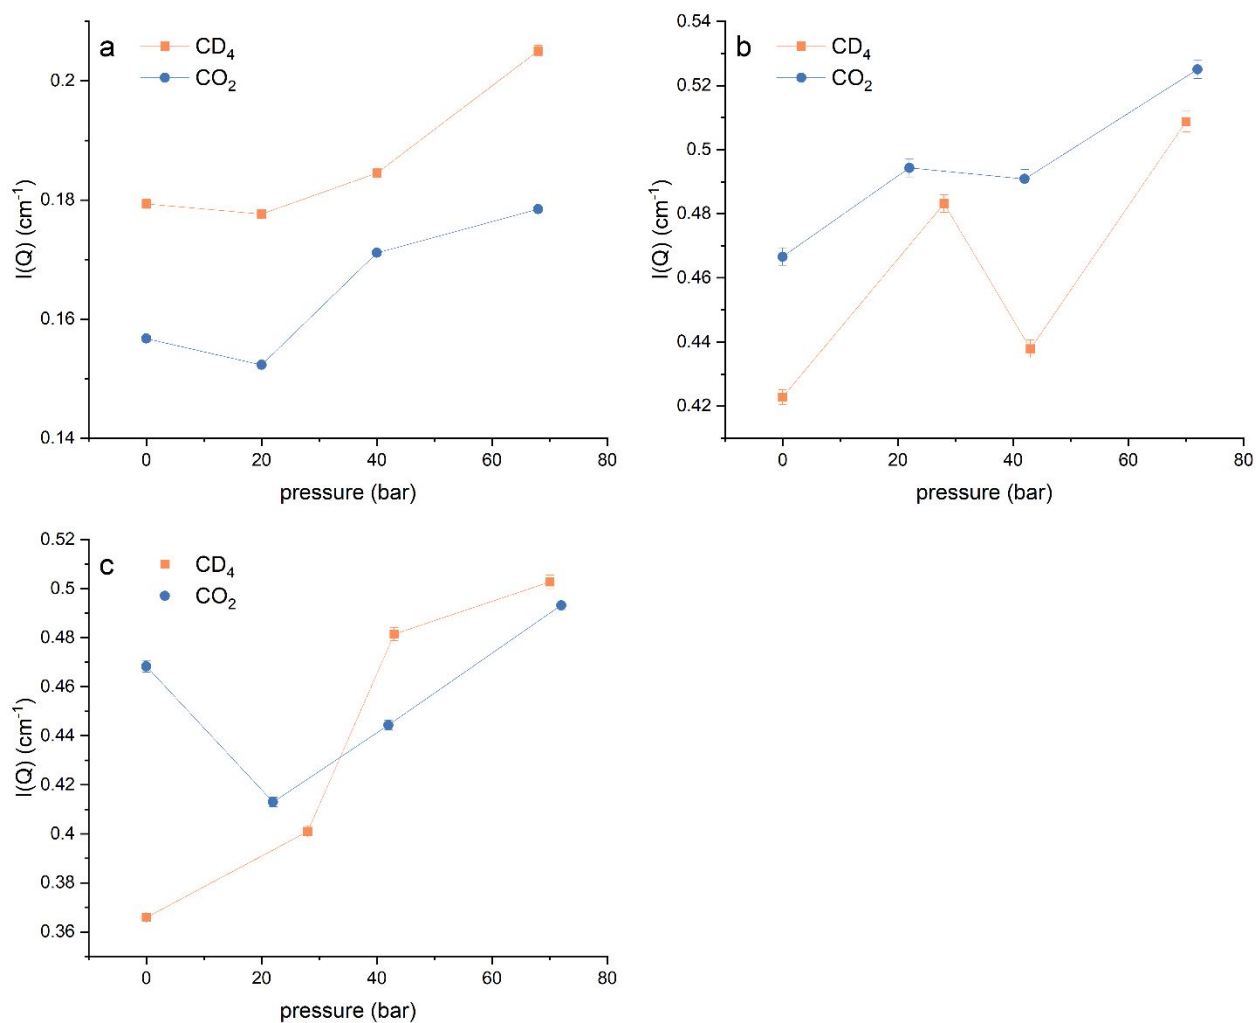 a
CD4
CO2
0.2
0.18
0.16
0.14
I(Q) (cm-1)
0 20 40 60 80
pressure (bar)
b
CD4
CO2
0.54
0.52
0.5
0.48
0.46
0.44
0.42
I(Q) (cm-1)
0 20 40 60 80
pressure (bar)
c
CD4
CO2
0.52
0.5
0.48
0.46
0.44
0.42
0.4
0.38
0.36
I(Q) (cm-1)
0 20 40 60 80
pressure (bar)